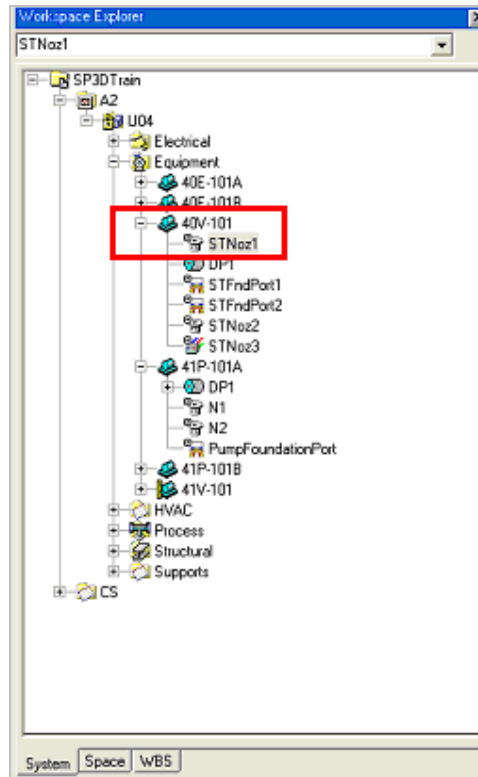 Workspace Explorer
STNoz1
SP3DTrain
A2
U04
Electrical
Equipment
40E-101A
40E-101B
40V-101
STNoz1
DP1
STFndPort1
STFndPort2
STNoz2
STNoz3
41P-101A
DP1
N1
N2
PumpFoundationPort
41P-101B
41V-101
HVAC
Process
Structural
Supports
CS
System Space WBS